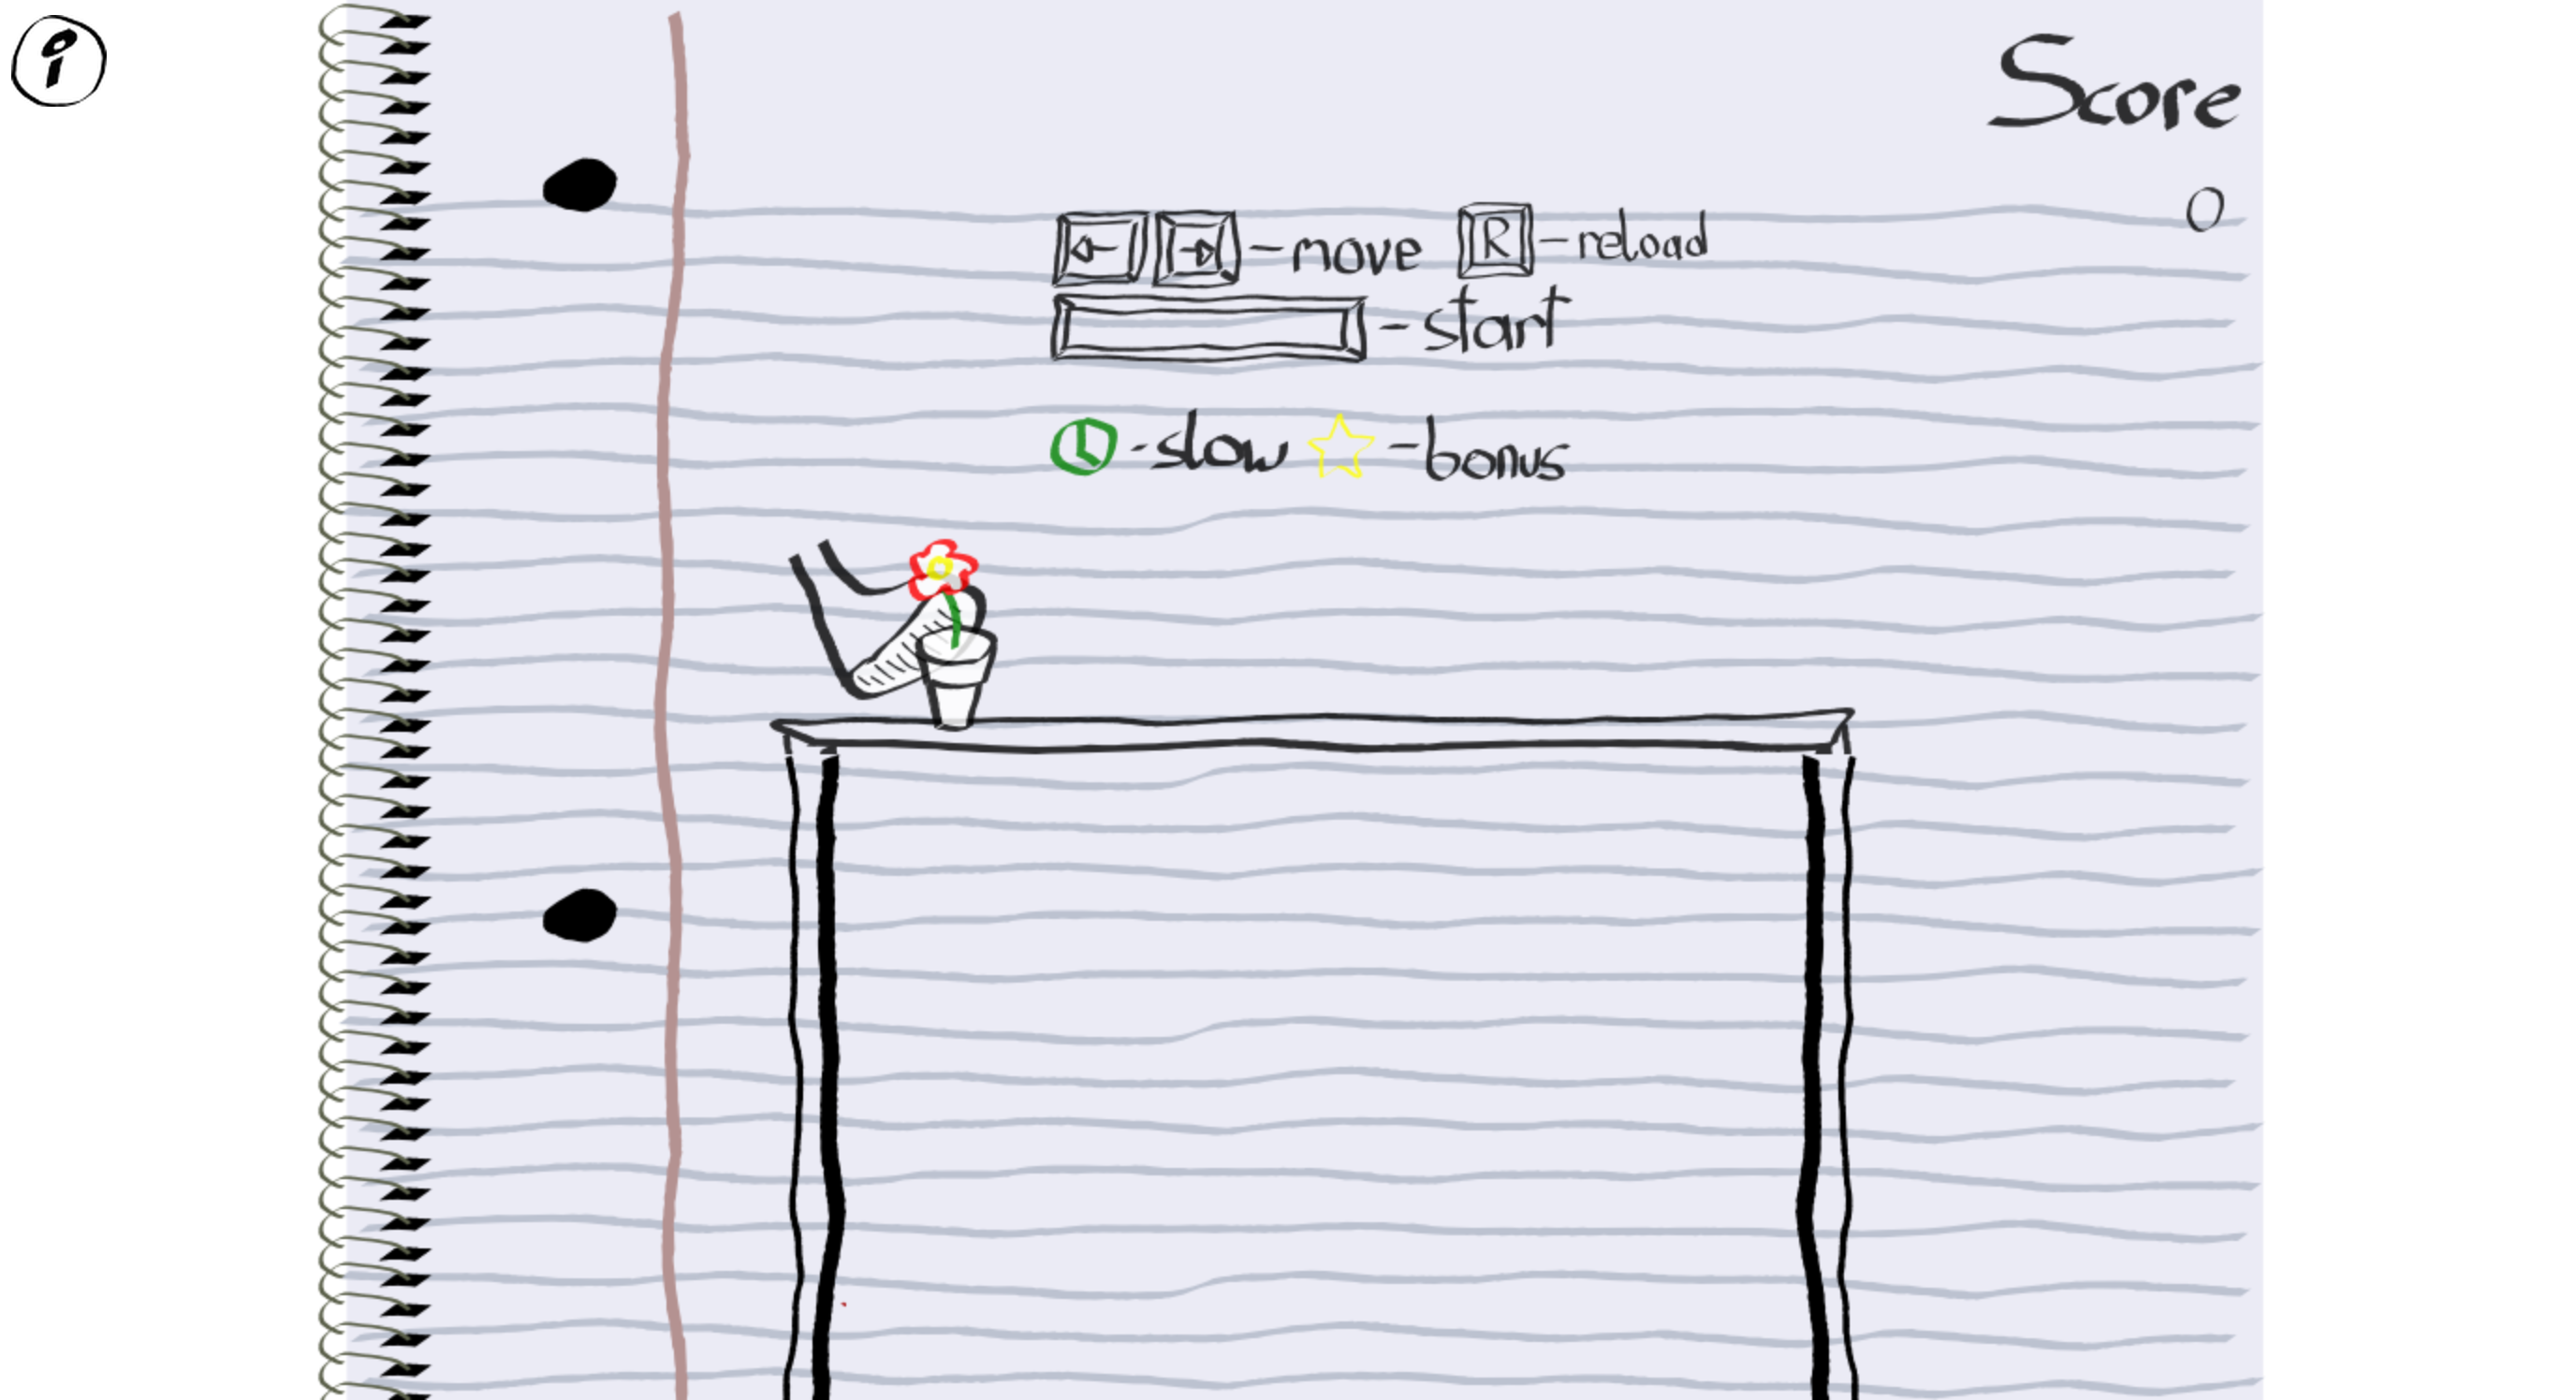 i
Score
0
← → - move R - reload
- start
- slow - bonus